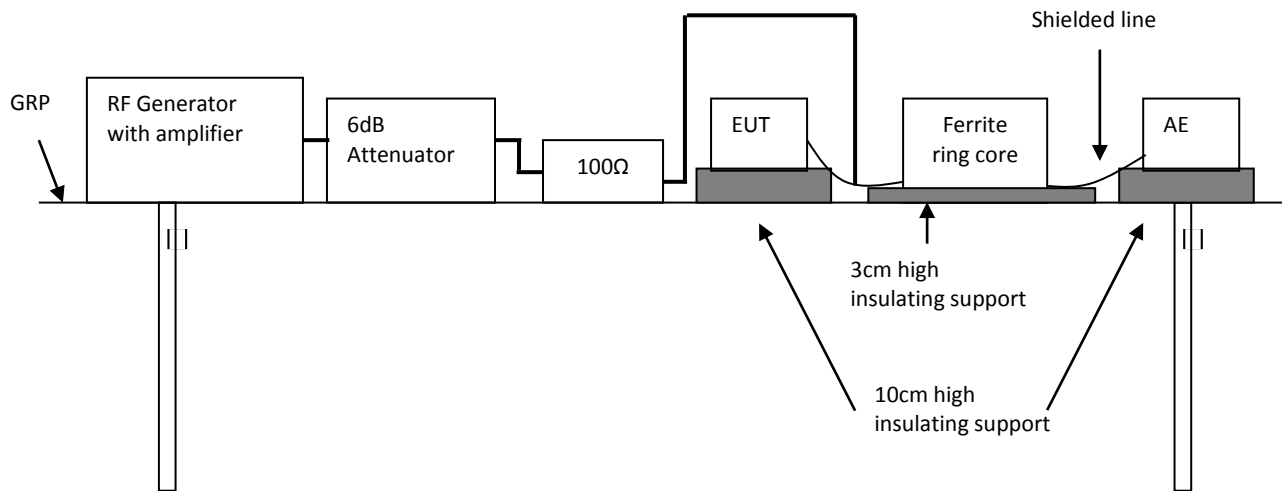 Shielded line
GRP
RF Generator
with amplifier
6dB
Attenuator
100Ω
EUT
Ferrite
ring core
AE
3cm high
insulating support
10cm high
insulating support